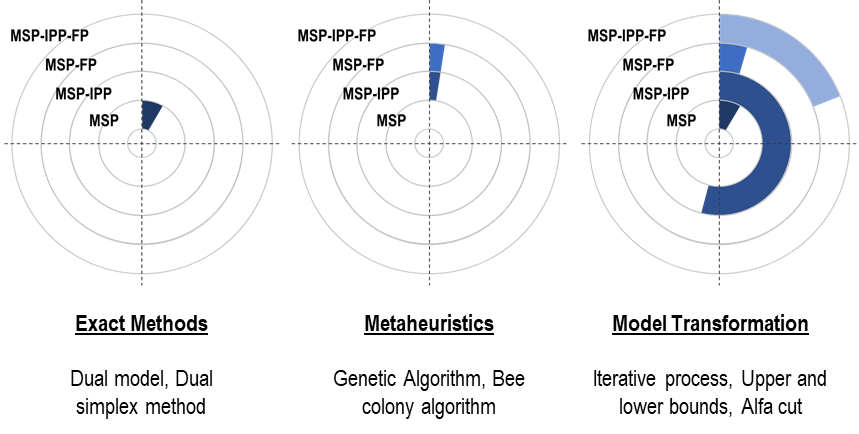 MSP-IPP-FP
MSP-FP
MSP-IPP
MSP
MSP-IPP-FP
MSP-FP
MSP-IPP
MSP
MSP-IPP-FP
MSP-FP
MSP-IPP
MSP
Exact Methods
Dual model, Dual
simplex method
Metaheuristics
Genetic Algorithm, Bee
colony algorithm
Model Transformation
Iterative process, Upper and
lower bounds, Alfa cut